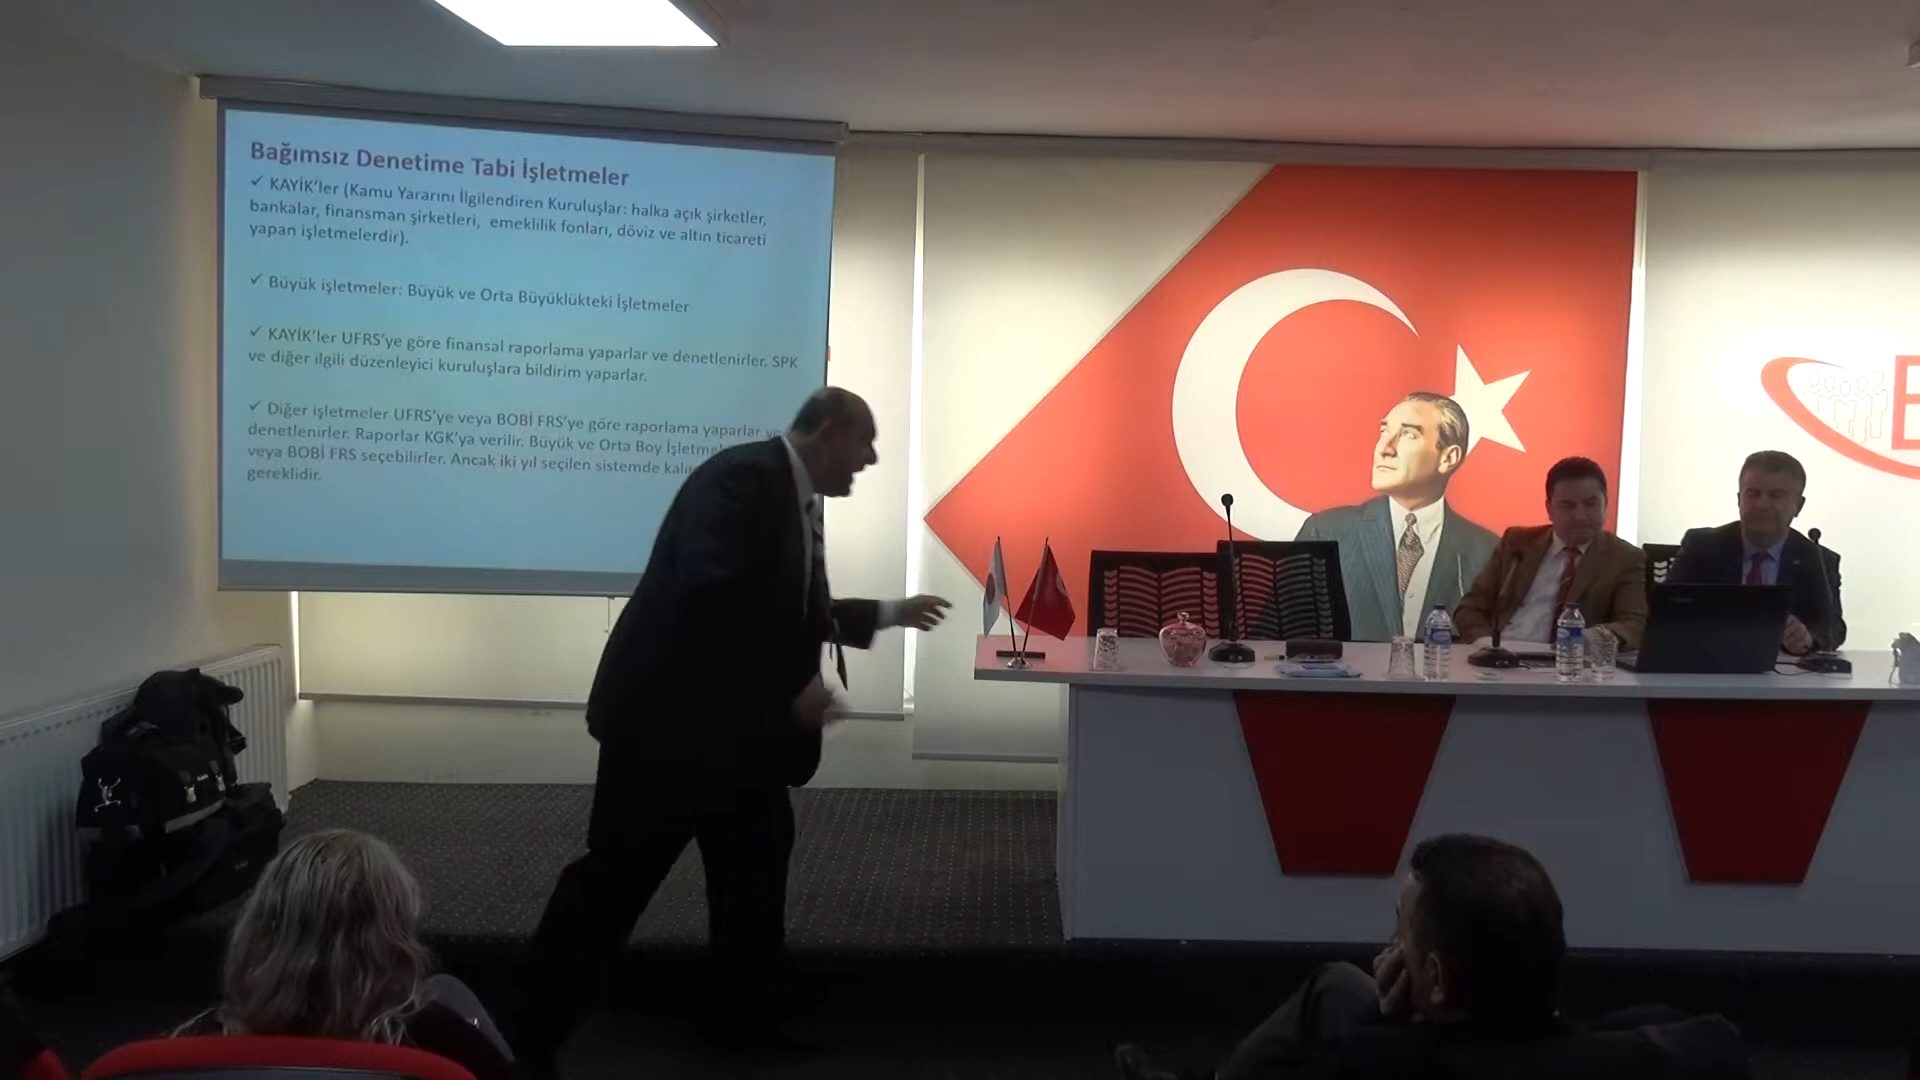 Bağımsız Denetime Tabi İşletmeler
✓ KAYİK'ler (Kamu Yararını İlgilendiren Kuruluşlar: halka açık şirketler,
bankalar, finansman şirketleri, emeklilik fonları, döviz ve altın ticareti
yapan işletmelerdir).
✓ Büyük işletmeler: Büyük ve Orta Büyüklükteki İşletmeler
✓ KAYİK'ler UFRS'ye göre finansal raporlama yaparlar ve denetlenirler. SPK
ve diğer ilgili düzenleyici kuruluşlara bildirim yaparlar.
✓ Diğer işletmeler UFRS'ye veya BOBİ FRS'ye göre raporlama yaparlar
denetlenirler. Raporlar KGK'ya verilir. Büyük ve Orta Boy
veya BOBİ FRS seçebilirler. Ancak iki yıl seçilen sistemde
gereklidir.